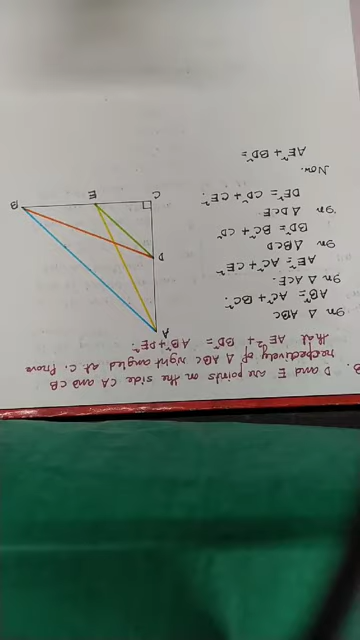 8. D and E are points on the side CA and CB
respectively of Δ ABC right angled at C. Prove
that AE² + BD² = AB² + DE²
In Δ ABC
AB² = AC² + BC²
In Δ ACE.
AE² = AC² + CE²
In Δ BCD
BD² = BC² + CD²
In Δ DCE
DE² = CD² + CE².
Now.
AE² + BD² =
A
D
C
E
B